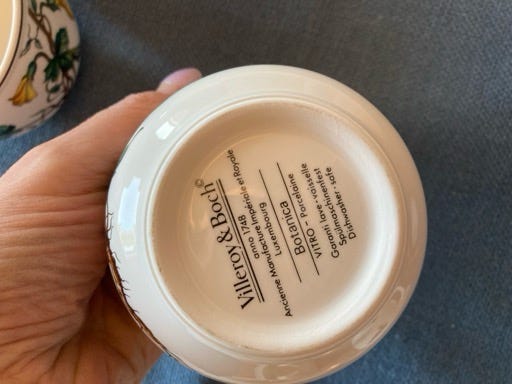 Villeroy & Boch©
anno 1748
Ancienne Manufacture Impériale et Royale
Luxembourg
Botanica
VITRO - Porcelaine
Garanti lave-vaisselle
Spülmaschinenfest
Dishwasher safe